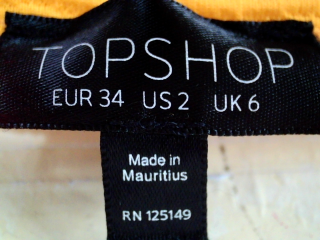 TOPSHOP
EUR 34 US 2 UK 6
Made in
Mauritius
RN 125149